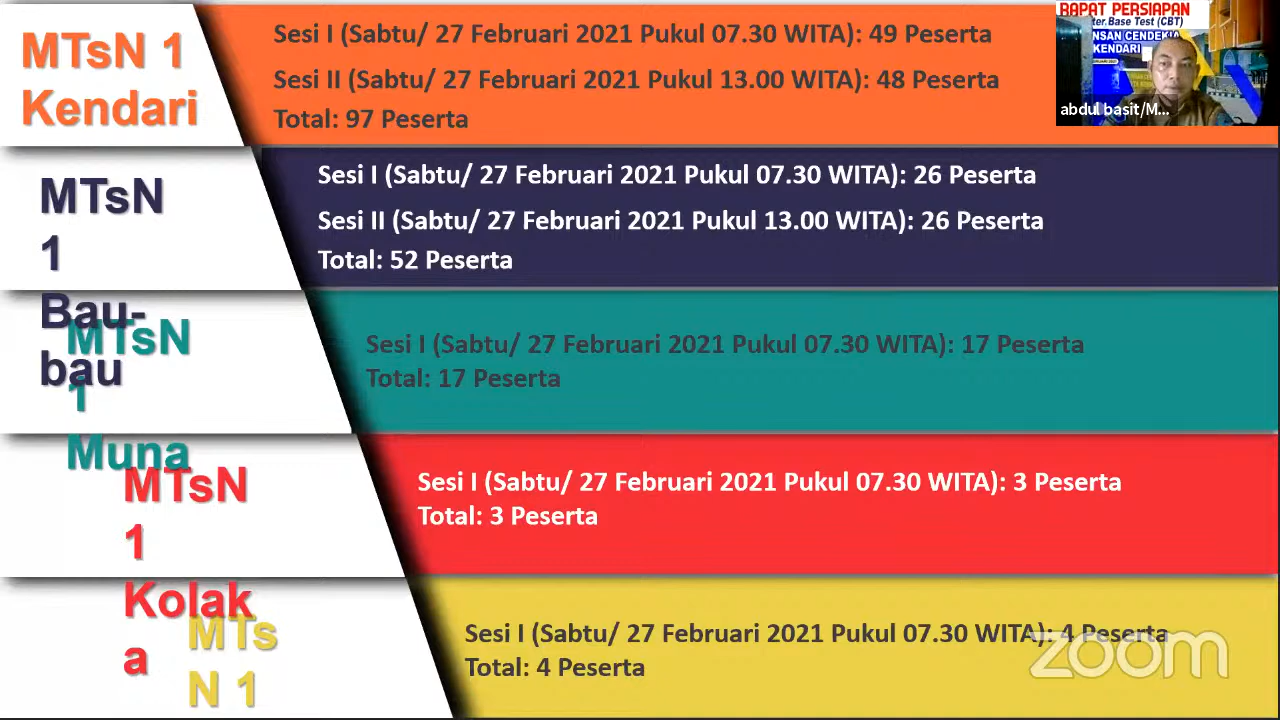 MTsN 1
Kendari
Sesi I (Sabtu/ 27 Februari 2021 Pukul 07.30 WITA): 49 Peserta
Sesi II (Sabtu/ 27 Februari 2021 Pukul 13.00 WITA): 48 Peserta
Total: 97 Peserta
RAPAT PERSIAPAN
ter Base Test (CBT)
NSAN CENDEKIA
KENDARI
abdul basit/M...
MTsN
1
Bau-
bau
Sesi I (Sabtu/ 27 Februari 2021 Pukul 07.30 WITA): 26 Peserta
Sesi II (Sabtu/ 27 Februari 2021 Pukul 13.00 WITA): 26 Peserta
Total: 52 Peserta
MTsN
1
Muna
Sesi I (Sabtu/ 27 Februari 2021 Pukul 07.30 WITA): 17 Peserta
Total: 17 Peserta
MTsN
1
Kolak
a
Sesi I (Sabtu/ 27 Februari 2021 Pukul 07.30 WITA): 3 Peserta
Total: 3 Peserta
MTs
N 1
Sesi I (Sabtu/ 27 Februari 2021 Pukul 07.30 WITA): 4 Peserta
Total: 4 Peserta
zoom